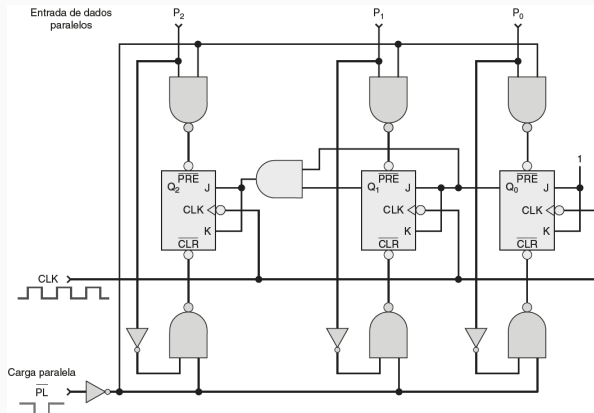 Entrada de dados
paralelos
P2
P1
P0
1
PRE
Q2
J
CLK
K
CLR
PRE
Q1
J
CLK
K
CLR
PRE
Q0
J
CLK
K
CLR
CLK
Carga paralela
PL